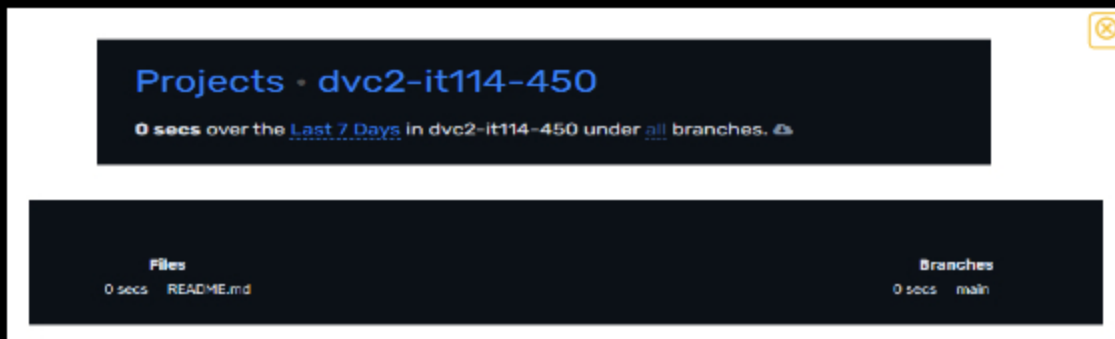 Projects • dvc2-it114-450
0 secs over the Last 7 Days in dvc2-it114-450 under all branches.
Files
0 secs README.md
Branches
0 secs main